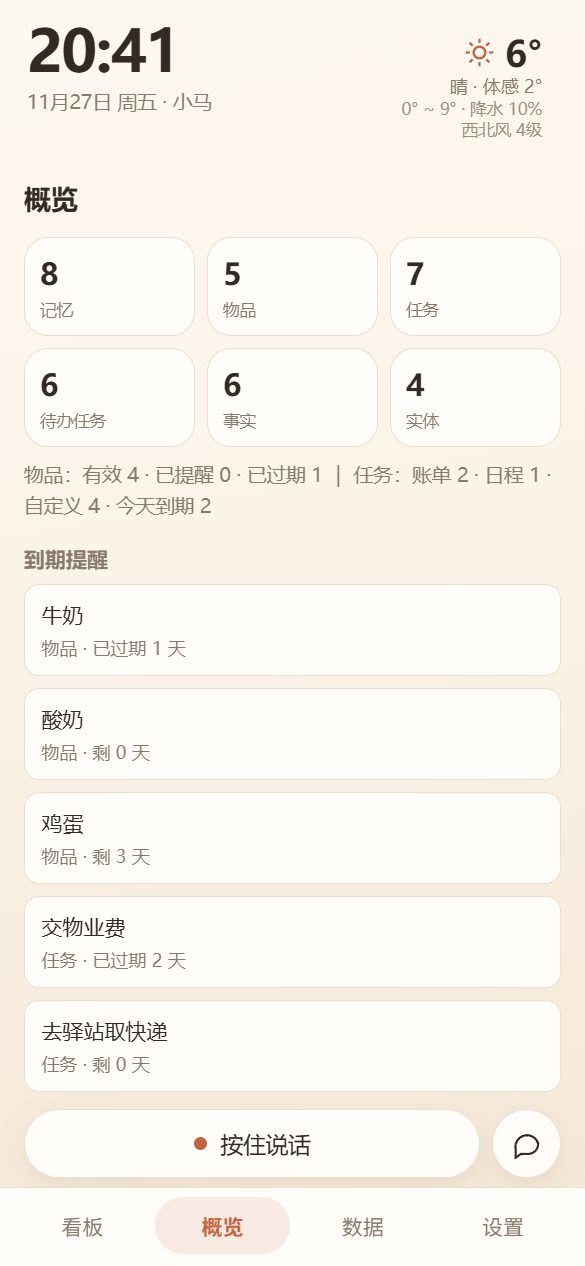 20:41
6°
11月27日 周五 · 小马
晴 · 体感 2°
0° ~ 9° · 降水 10%
西北风 4级
概览
8
记忆
5
物品
7
任务
6
待办任务
6
事实
4
实体
物品：有效 4 · 已提醒 0 · 已过期 1 ｜ 任务：账单 2 · 日程 1 ·
自定义 4 · 今天到期 2
到期提醒
牛奶
物品 · 已过期 1 天
酸奶
物品 · 剩 0 天
鸡蛋
物品 · 剩 3 天
交物业费
任务 · 已过期 2 天
去驿站取快递
任务 · 剩 0 天
按住说话
看板
概览
数据
设置